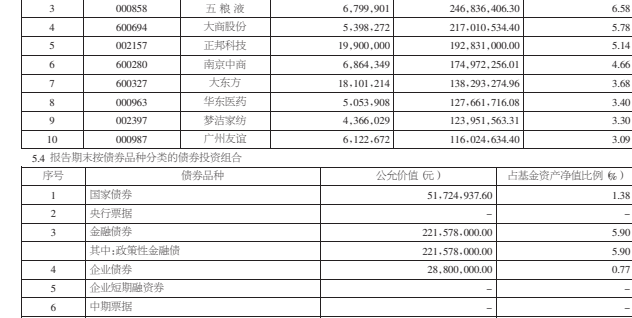 3 000858 五 粮 液 6,799,901 246,836,406.30 6.58
4 600694 大商股份 5,398,272 217,010,534.40 5.78
5 002157 正邦科技 19,900,000 192,831,000.00 5.14
6 600280 南京中商 6,864,349 174,972,256.01 4.66
7 600327 大东方 18,101,214 138,293,274.96 3.68
8 000963 华东医药 5,053,908 127,661,716.08 3.40
9 002397 梦洁家纺 4,366,029 123,951,563.31 3.30
10 000987 广州友谊 6,122,672 116,024,634.40 3.09
5.4 报告期末按债券品种分类的债券投资组合
序号 债券品种 公允价值(元) 占基金资产净值比例(%)
1 国家债券 51,724,937.60 1.38
2 央行票据 – –
3 金融债券 221,578,000.00 5.90
其中:政策性金融债 221,578,000.00 5.90
4 企业债券 28,800,000.00 0.77
5 企业短期融资券 – –
6 中期票据 – –